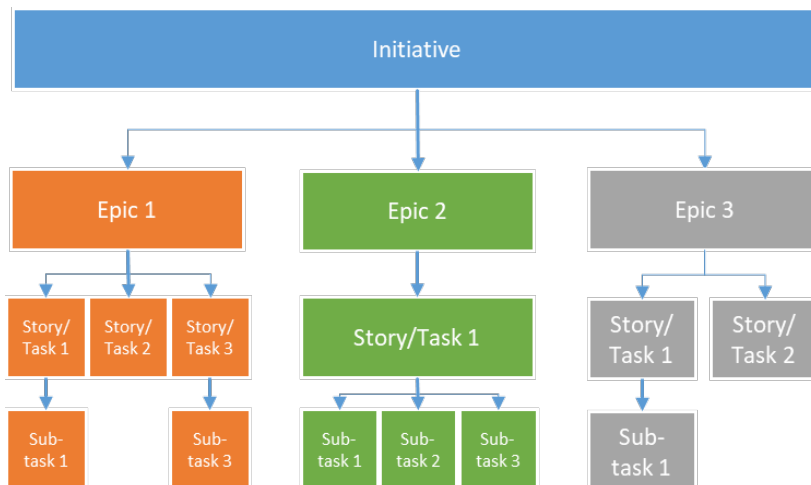 Initiative
Epic 1
Epic 2
Epic 3
Story/
Task 1
Story/
Task 2
Story/
Task 3
Story/Task 1
Story/
Task 1
Story/
Task 2
Sub-
task 1
Sub-
task 3
Sub-
task 1
Sub-
task 2
Sub-
task 3
Sub-
task 1